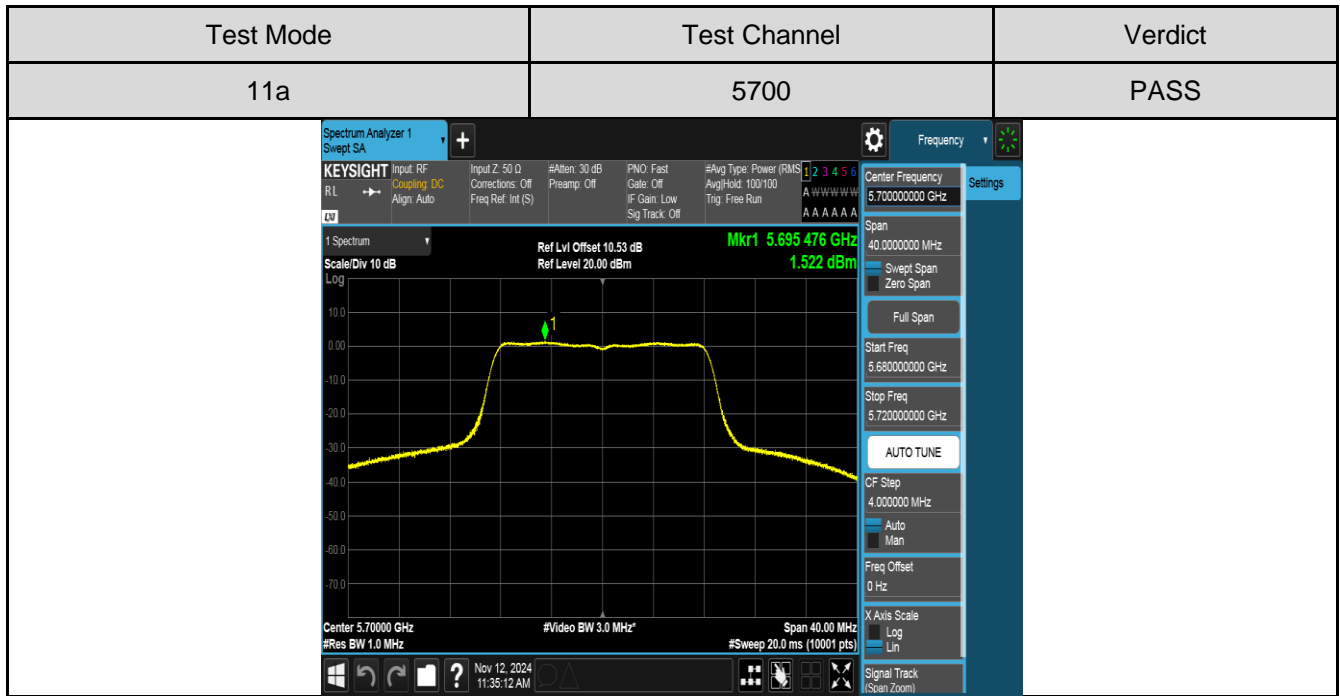 Test Mode Test Channel Verdict
11a 5700 PASS
Spectrum Analyzer 1
Swept SA
+
Frequency
KEYSIGHT
RL
LXI
Input: RF
Coupling: DC
Align: Auto
Input Z: 50 Ω
Corrections: Off
Freq Ref: Int (S)
#Atten: 30 dB
Preamp: Off
PNO: Fast
Gate: Off
IF Gain: Low
Sig Track: Off
#Avg Type: Power (RMS
Avg|Hold: 100/100
Trig: Free Run
1 2 3 4 5 6
A W W W W W
A A A A A A
1 Spectrum
Scale/Div 10 dB
Ref Lvl Offset 10.53 dB
Ref Level 20.00 dBm
Mkr1 5.695 476 GHz
1.522 dBm
Log
10.0
0.00
-10.0
-20.0
-30.0
-40.0
-50.0
-60.0
-70.0
1
Center 5.70000 GHz
#Res BW 1.0 MHz
#Video BW 3.0 MHz*
Span 40.00 MHz
#Sweep 20.0 ms (10001 pts)
?
Nov 12, 2024
11:35:12 AM
Center Frequency
5.700000000 GHz
Span
40.0000000 MHz
Swept Span
Zero Span
Full Span
Start Freq
5.680000000 GHz
Stop Freq
5.720000000 GHz
AUTO TUNE
CF Step
4.000000 MHz
Auto
Man
Freq Offset
0 Hz
X Axis Scale
Log
Lin
Signal Track
(Span Zoom)
Settings